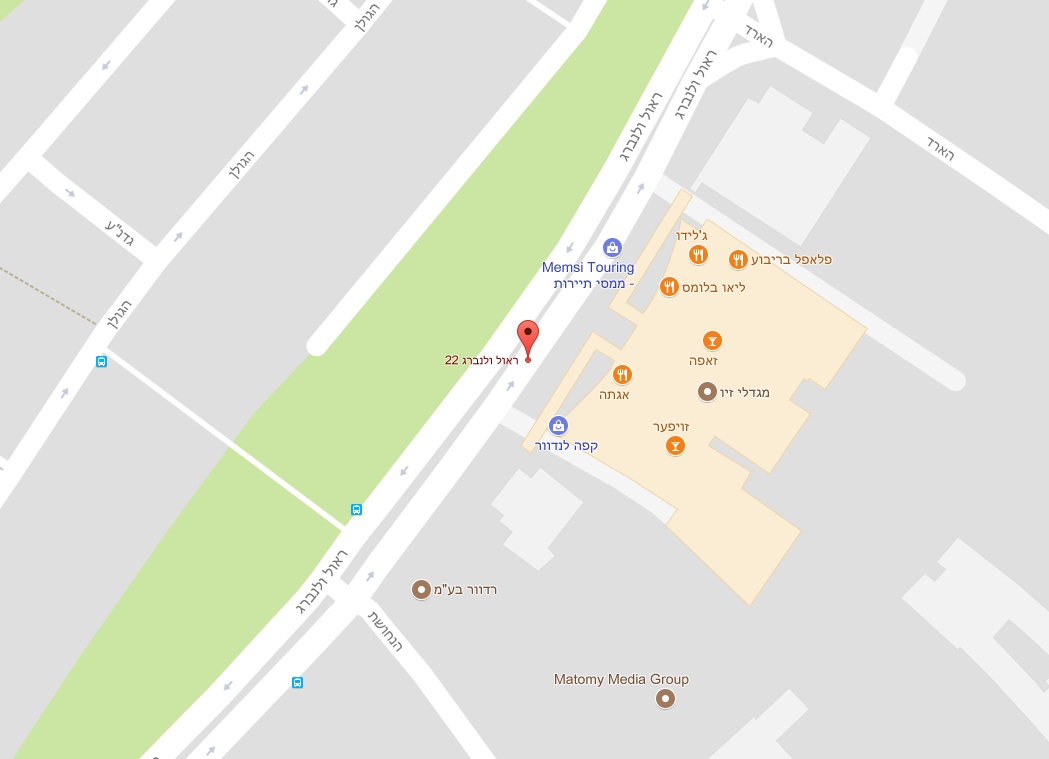 הגולן
הארד
ראול ולנברג
ראול ולנברג
הארד
הגולן
גדנ"ע
ג'לידו
פלאפל בריבוע
Memsi Touring
- ממסי תיירות
ליאו בלומס
הגולן
ראול ולנברג 22
זאפה
אגתה
מגדלי זיו
זויפער
קפה לנדוור
ראול ולנברג
רדוור בע"מ
הנחושת
Matomy Media Group